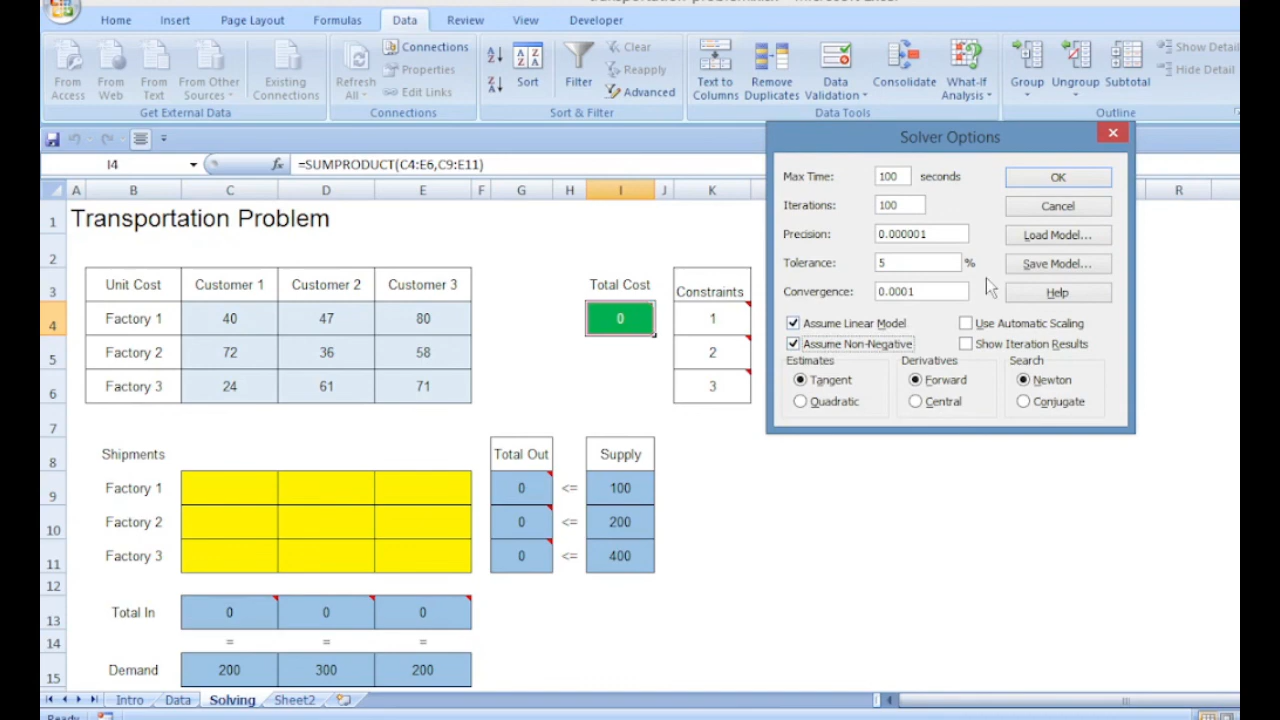 Home Insert Page Layout Formulas Data Review View Developer
From Access
From Web
From Text
From Other Sources
Existing Connections
Get External Data
Refresh All
Connections
Properties
Edit Links
Connections
Sort
Filter
Clear
Reapply
Advanced
Sort & Filter
Text to Columns
Remove Duplicates
Data Validation
Consolidate
What-If Analysis
Data Tools
Group
Ungroup
Subtotal
Show Detail
Hide Detail
Outline
I4 fx =SUMPRODUCT(C4:E6,C9:E11)
A B C D E F G H I J K R
1 Transportation Problem
2
3 Unit Cost Customer 1 Customer 2 Customer 3 Total Cost Constraints
4 Factory 1 40 47 80 0 1
5 Factory 2 72 36 58 2
6 Factory 3 24 61 71 3
7
8 Shipments Total Out Supply
9 Factory 1 0 <= 100
10 Factory 2 0 <= 200
11 Factory 3 0 <= 400
12
13 Total In 0 0 0
14 = = =
15 Demand 200 300 200
Solver Options
Max Time: 100 seconds OK
Iterations: 100 Cancel
Precision: 0.000001 Load Model...
Tolerance: 5 % Save Model...
Convergence: 0.0001 Help
Assume Linear Model Use Automatic Scaling
Assume Non-Negative Show Iteration Results
Estimates Derivatives Search
Tangent Forward Newton
Quadratic Central Conjugate
Intro Data Solving Sheet2
Ready